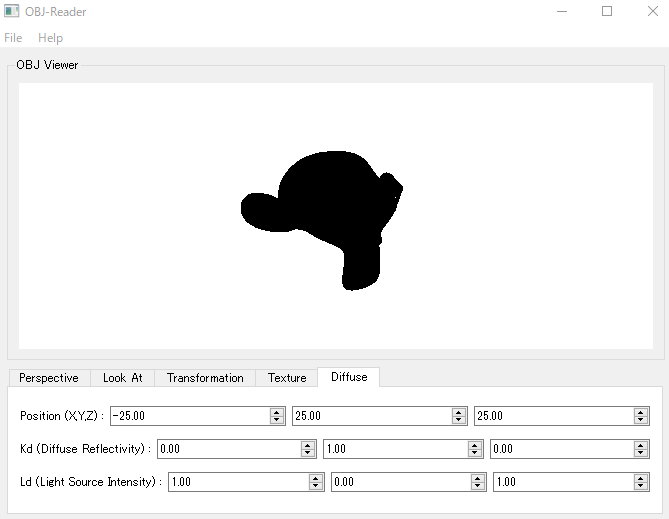 OBJ-Reader
File Help
OBJ Viewer
Perspective Look At Transformation Texture Diffuse
Position (X,Y,Z) : -25.00 25.00 25.00
Kd (Diffuse Reflectivity) : 0.00 1.00 0.00
Ld (Light Source Intensity) : 1.00 0.00 1.00